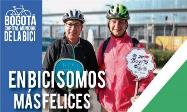 BOGOTÁ
CAPITAL MUNDIAL
DE LA BICI
EN BICI SOMOS
MÁS FELICES